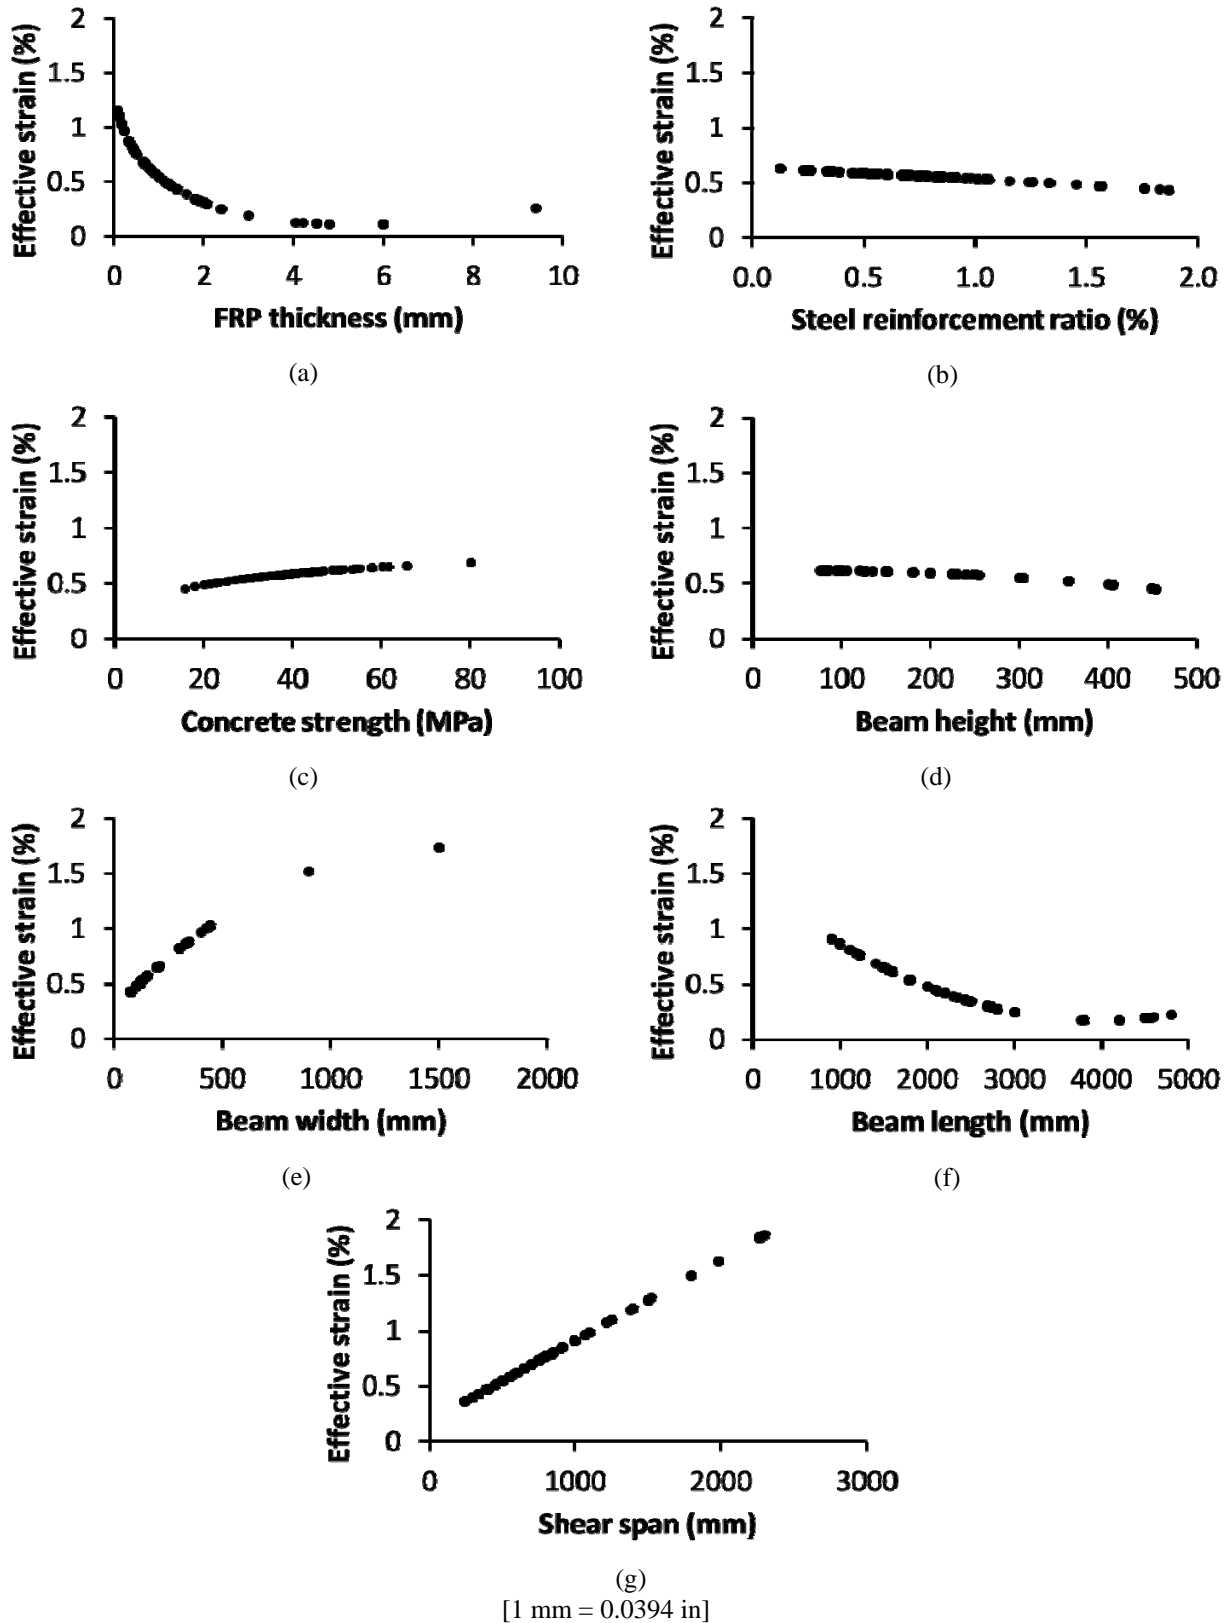 Effective strain (%)
2
1.5
1
0.5
0
0 2 4 6 8 10
FRP thickness (mm)
(a)
Effective strain (%)
2
1.5
1
0.5
0
0.0 0.5 1.0 1.5 2.0
Steel reinforcement ratio (%)
(b)
Effective strain (%)
2
1.5
1
0.5
0
0 20 40 60 80 100
Concrete strength (MPa)
(c)
Effective strain (%)
2
1.5
1
0.5
0
0 100 200 300 400 500
Beam height (mm)
(d)
Effective strain (%)
2
1.5
1
0.5
0
0 500 1000 1500 2000
Beam width (mm)
(e)
Effective strain (%)
2
1.5
1
0.5
0
0 1000 2000 3000 4000 5000
Beam length (mm)
(f)
Effective strain (%)
2
1.5
1
0.5
0
0 1000 2000 3000
Shear span (mm)
(g)
[1 mm = 0.0394 in]